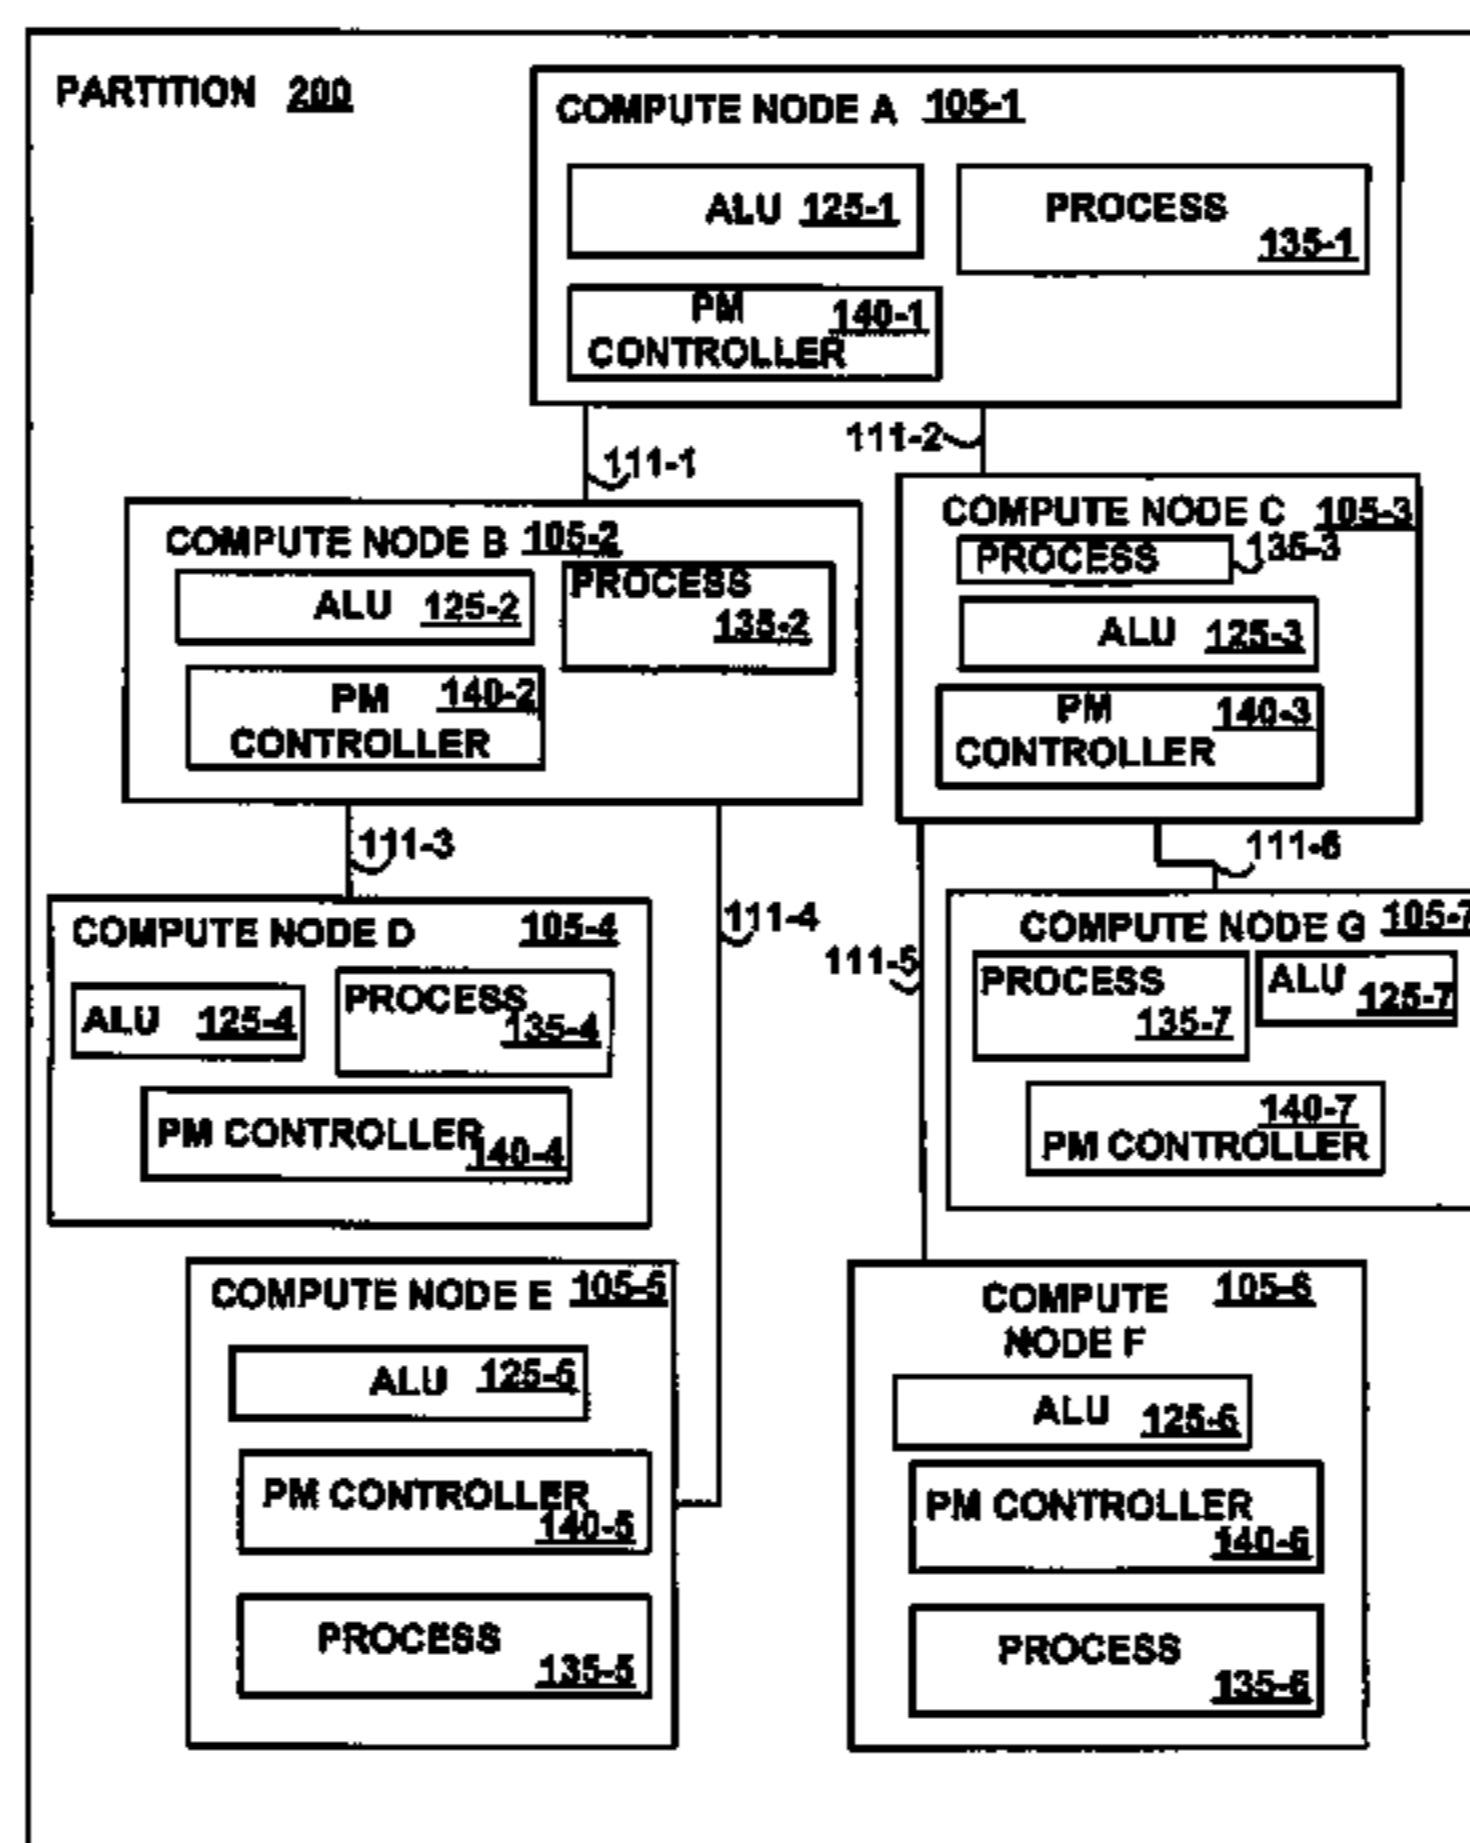 PARTITION 200
COMPUTE NODE A 105-1
ALU 125-1
PROCESS
135-1
PM 140-1
CONTROLLER
111-1
111-2
COMPUTE NODE B 105-2
ALU 125-2
PROCESS
135-2
PM 140-2
CONTROLLER
COMPUTE NODE C 105-3
PROCESS 135-3
ALU 125-3
PM 140-3
CONTROLLER
111-3
111-4
111-5
111-6
COMPUTE NODE D 105-4
ALU 125-4
PROCESS
135-4
PM CONTROLLER
140-4
COMPUTE NODE G 105-7
PROCESS
135-7
ALU
125-7
140-7
PM CONTROLLER
COMPUTE NODE E 105-5
ALU 125-5
PM CONTROLLER
140-5
PROCESS
135-5
COMPUTE 105-6
NODE F
ALU 125-6
PM CONTROLLER
140-6
PROCESS
135-6